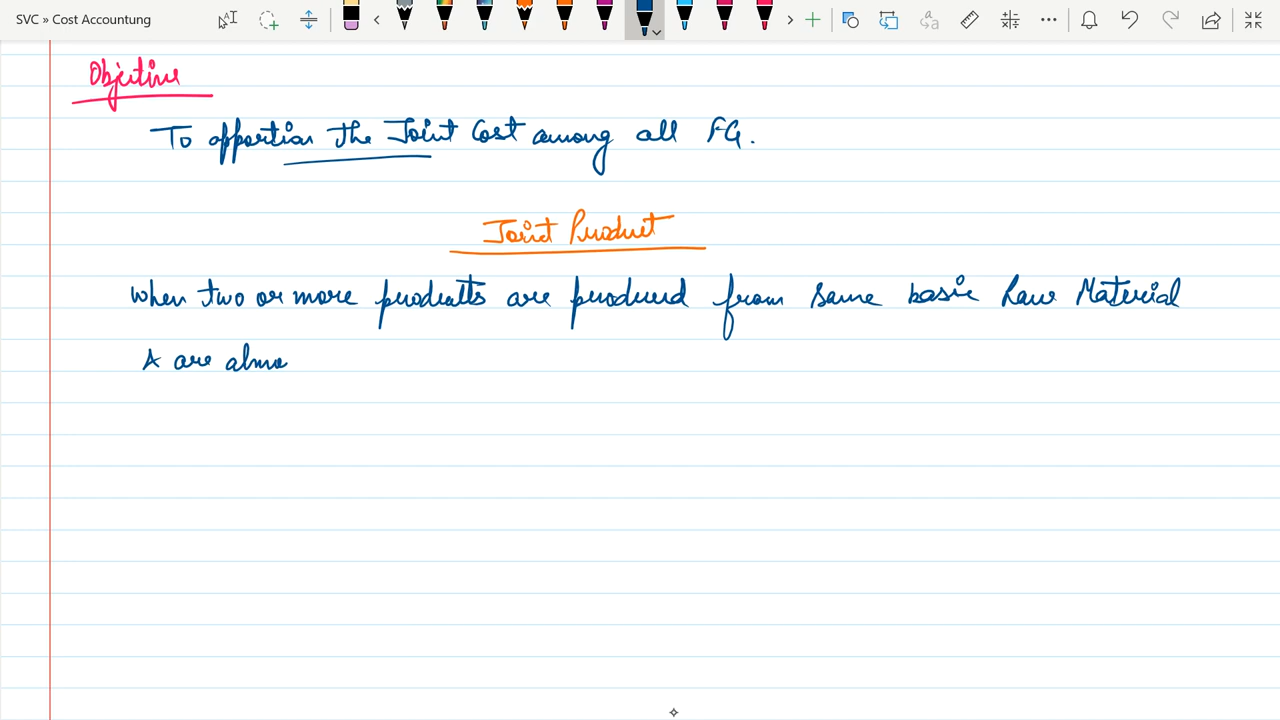 SVC » Cost Accountung
Objective
To apportion the Joint Cost among all FG.
Joint Product
When two or more products are produced from same basic Raw Material
& are almo